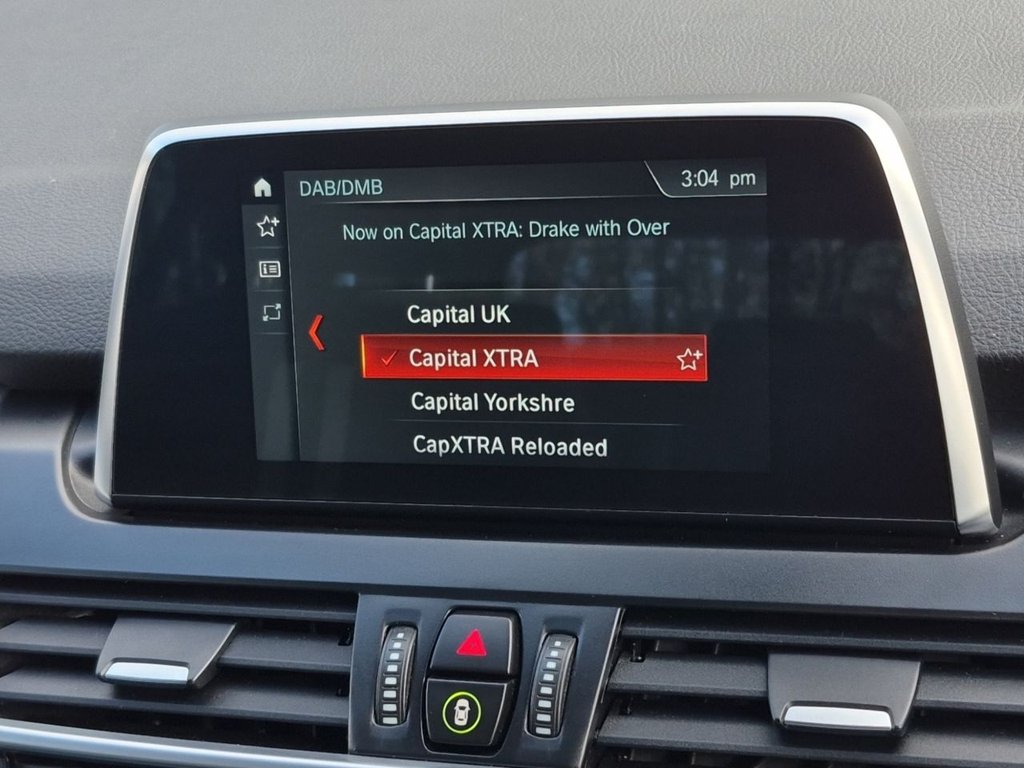 DAB/DMB
3:04 pm
Now on Capital XTRA: Drake with Over
Capital UK
Capital XTRA
Capital Yorkshre
CapXTRA Reloaded